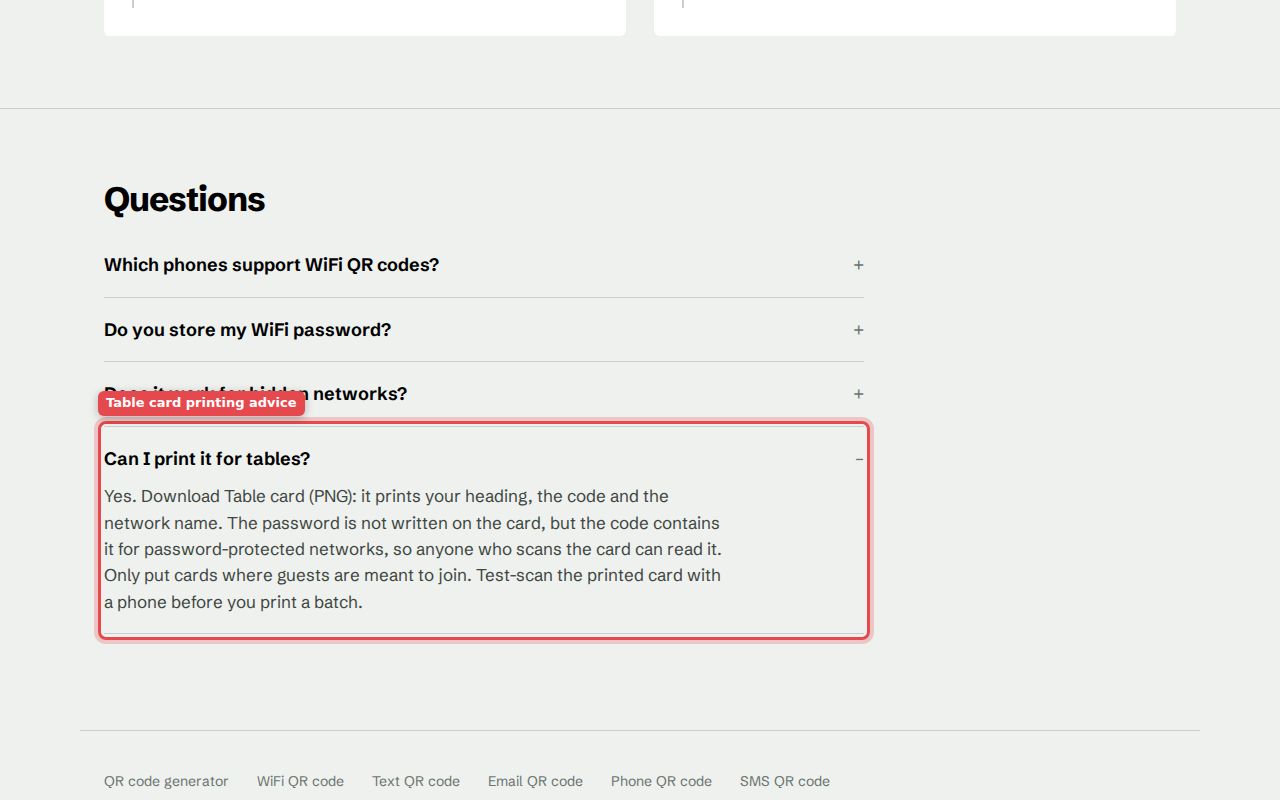 Questions
Which phones support WiFi QR codes?
+
Do you store my WiFi password?
+
networks?
+
Table card printing advice
Can I print it for tables?
–
Yes. Download Table card (PNG): it prints your heading, the code and the
network name. The password is not written on the card, but the code contains
it for password-protected networks, so anyone who scans the card can read it.
Only put cards where guests are meant to join. Test-scan the printed card with
a phone before you print a batch.
QR code generator WiFi QR code Text QR code Email QR code Phone QR code SMS QR code